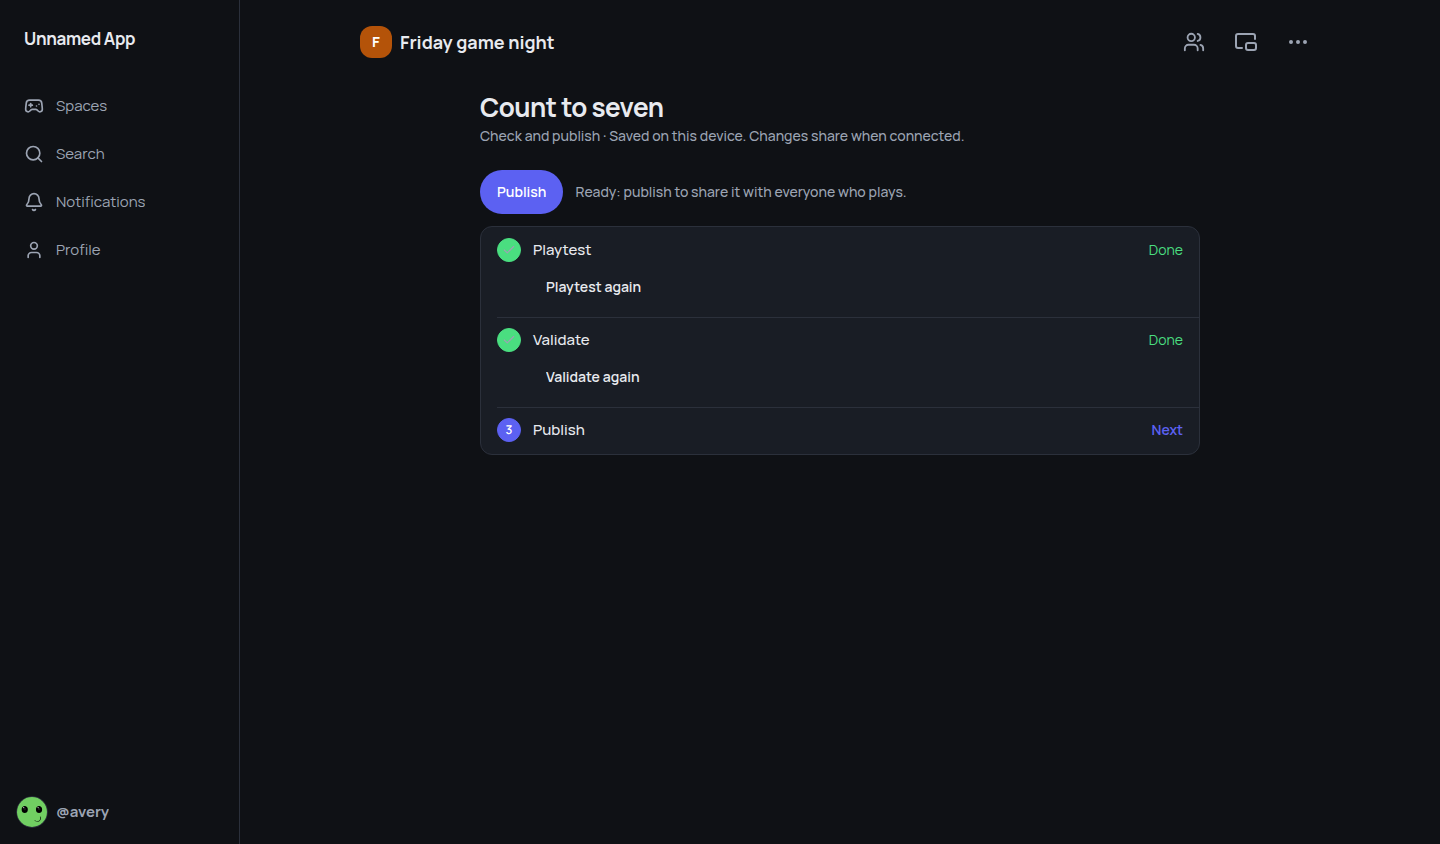 Unnamed App
Spaces
Search
Notifications
Profile
@avery
F Friday game night
Count to seven
Check and publish · Saved on this device. Changes share when connected.
Publish Ready: publish to share it with everyone who plays.
Playtest Done
Playtest again
Validate Done
Validate again
3 Publish Next